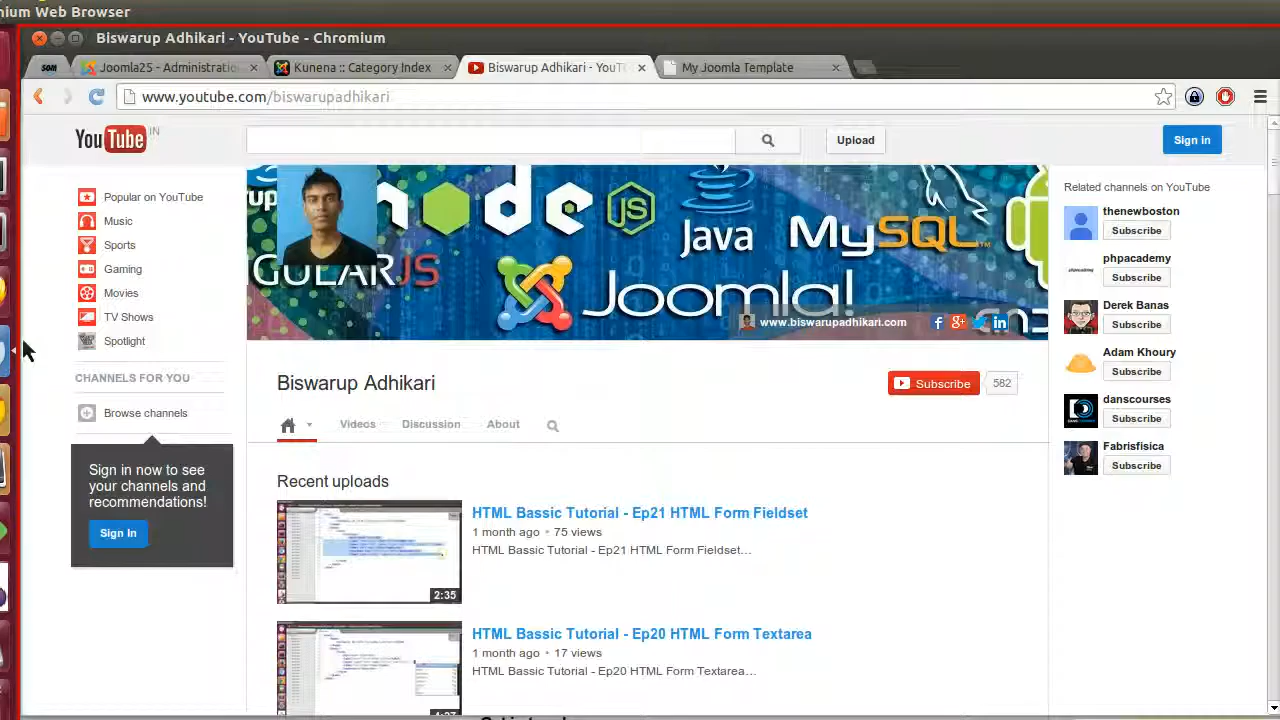 nium Web Browser
Biswarup Adhikari - YouTube - Chromium
SOM
Joomla25 - Administratio
Kunena :: Category Index
Biswarup Adhikari - YouT
My Joomla Template
www.youtube.com/biswarupadhikari
YouTube IN
Upload
Sign in
Popular on YouTube
Music
Sports
Gaming
Movies
TV Shows
Spotlight
CHANNELS FOR YOU
Browse channels
Sign in now to see
your channels and
recommendations!
Sign In
node JS
Java
MySQL
GULARJS
Joomla!
www.biswarupadhikari.com
Biswarup Adhikari
Subscribe 582
Videos
Discussion
About
Recent uploads
HTML Bassic Tutorial - Ep21 HTML Form Fieldset
1 month ago
HTML Bassic Tutorial - Ep21 HTML Form Fieldset...
2:35
HTML Bassic Tutorial - Ep20 HTML Form Textarea
1 month ago
HTML Bassic Tutorial - Ep20 HTML Form Textarea...
Related channels on YouTube
thenewboston
Subscribe
phpacademy
Subscribe
Derek Banas
Subscribe
Adam Khoury
Subscribe
danscourses
Subscribe
Fabrisfisica
Subscribe